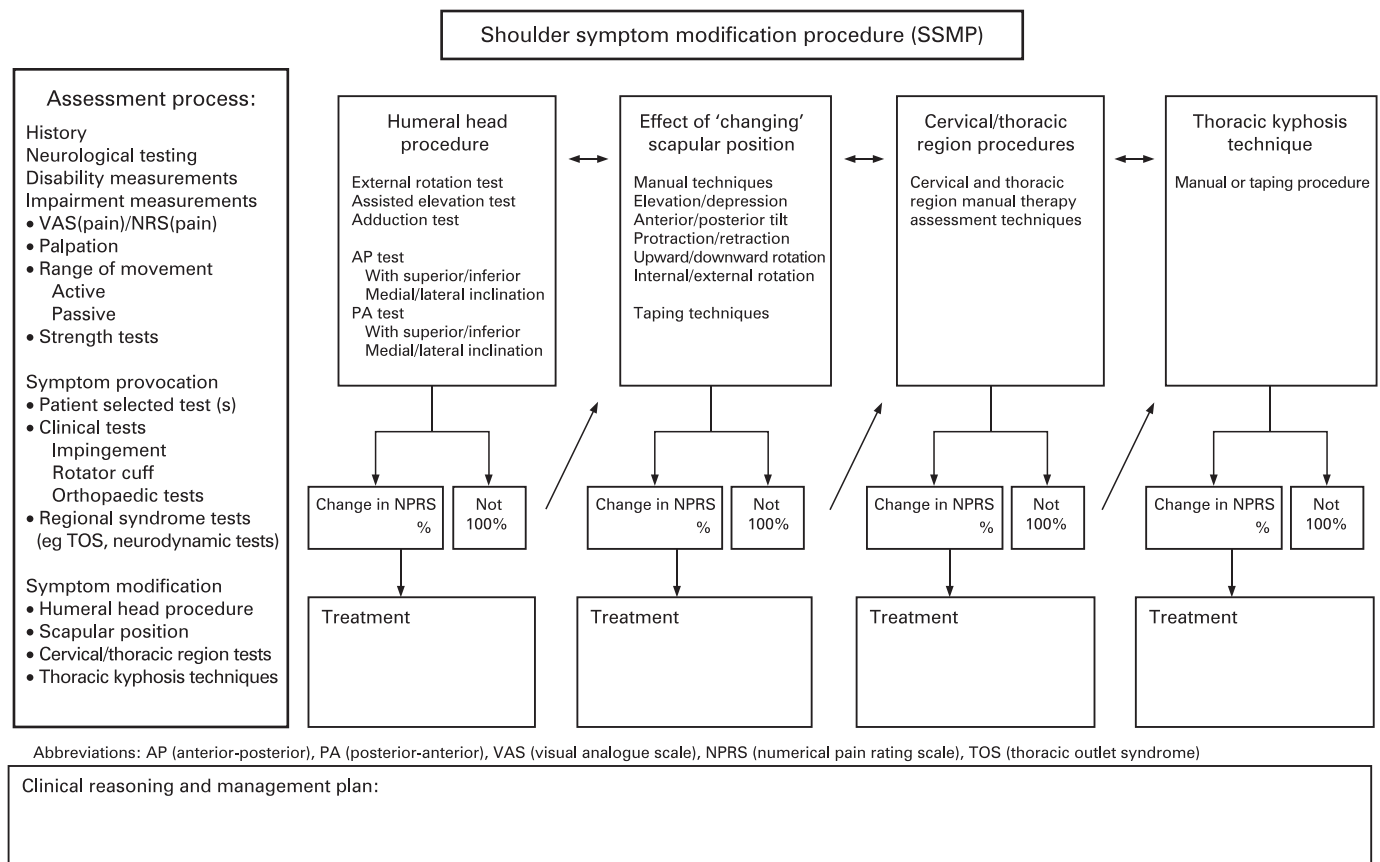 Shoulder symptom modification procedure (SSMP)
Assessment process:
History
Neurological testing
Disability measurements
Impairment measurements
• VAS(pain)/NRS(pain)
• Palpation
• Range of movement
Active
Passive
• Strength tests
Symptom provocation
• Patient selected test (s)
• Clinical tests
Impingement
Rotator cuff
Orthopaedic tests
• Regional syndrome tests
(eg TOS, neurodynamic tests)
Symptom modification
• Humeral head procedure
• Scapular position
• Cervical/thoracic region tests
• Thoracic kyphosis techniques
Humeral head
procedure
External rotation test
Assisted elevation test
Adduction test
AP test
With superior/inferior
Medial/lateral inclination
PA test
With superior/inferior
Medial/lateral inclination
Change in NPRS
%
Not
100%
Treatment
Effect of ‘changing’
scapular position
Manual techniques
Elevation/depression
Anterior/posterior tilt
Protraction/retraction
Upward/downward rotation
Internal/external rotation
Taping techniques
Change in NPRS
%
Not
100%
Treatment
Cervical/thoracic
region procedures
Cervical and thoracic
region manual therapy
assessment techniques
Change in NPRS
%
Not
100%
Treatment
Thoracic kyphosis
technique
Manual or taping procedure
Change in NPRS
%
Not
100%
Treatment
Abbreviations: AP (anterior-posterior), PA (posterior-anterior), VAS (visual analogue scale), NPRS (numerical pain rating scale), TOS (thoracic outlet syndrome)
Clinical reasoning and management plan: